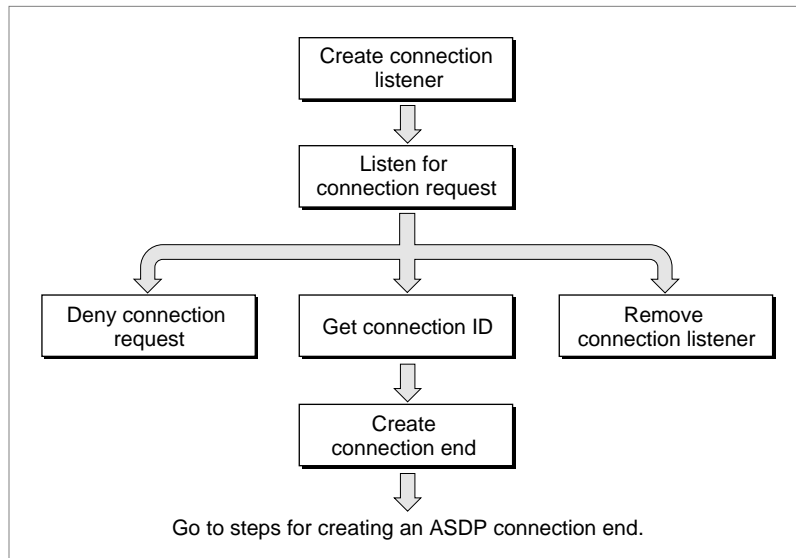 Create connection
listener
Listen for
connection request
Deny connection
request
Get connection ID
Remove
connection listener
Create
connection end
Go to steps for creating an ASDP connection end.